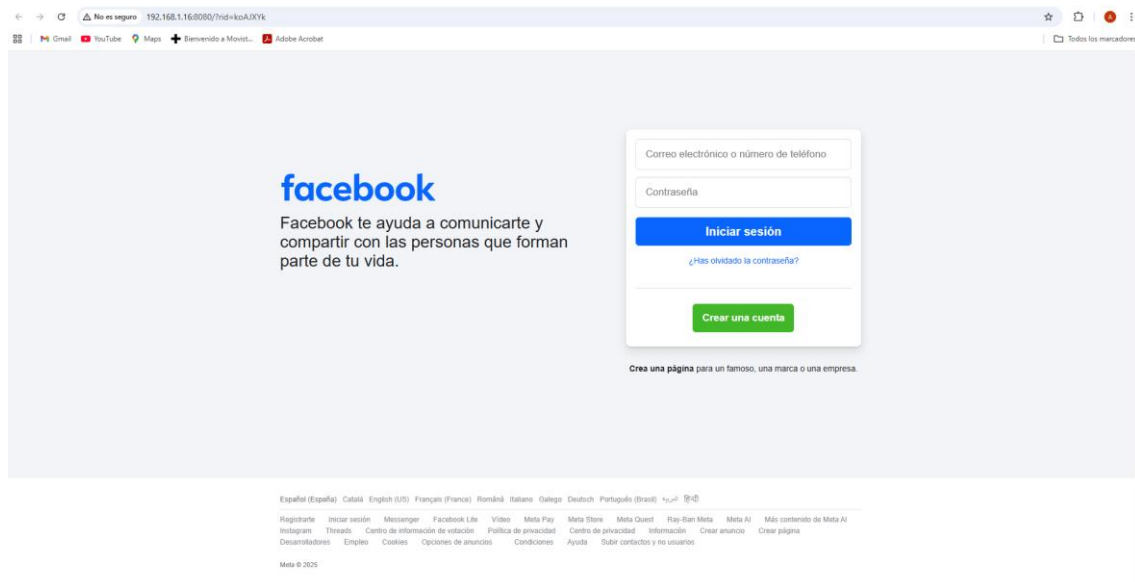 No es seguro 192.168.1.16:8080/?rid=koAJXYk
Gmail YouTube Maps Bienvenido a Movist... Adobe Acrobat Todos los marcadores
facebook
Facebook te ayuda a comunicarte y
compartir con las personas que forman
parte de tu vida.
Correo electrónico o número de teléfono
Contraseña
Iniciar sesión
¿Has olvidado la contraseña?
Crear una cuenta
Crea una página para un famoso, una marca o una empresa.
Español (España) Català English (US) Français (France) Română Italiano Galego Deutsch Português (Brasil) العربية हिन्दी
Registrarte Iniciar sesión Messenger Facebook Lite Vídeo Meta Pay Meta Store Meta Quest Ray-Ban Meta Meta AI Más contenido de Meta AI
Instagram Threads Centro de información de votación Política de privacidad Centro de privacidad Información Crear anuncio Crear página
Desarrolladores Empleo Cookies Opciones de anuncios Condiciones Ayuda Subir contactos y no usuarios
Meta © 2025